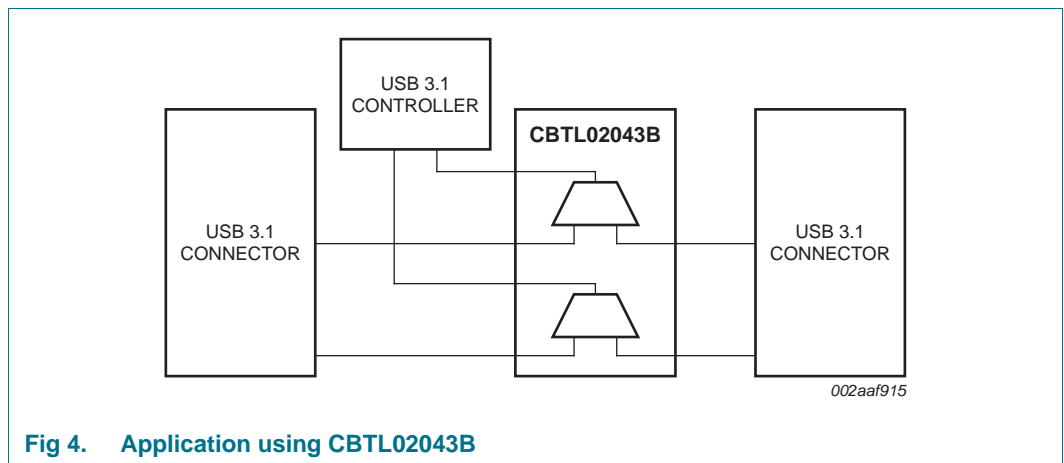 USB 3.1
CONTROLLER
CBTL02043B
USB 3.1
CONNECTOR
USB 3.1
CONNECTOR
002aaf915
Fig 4. Application using CBTL02043B